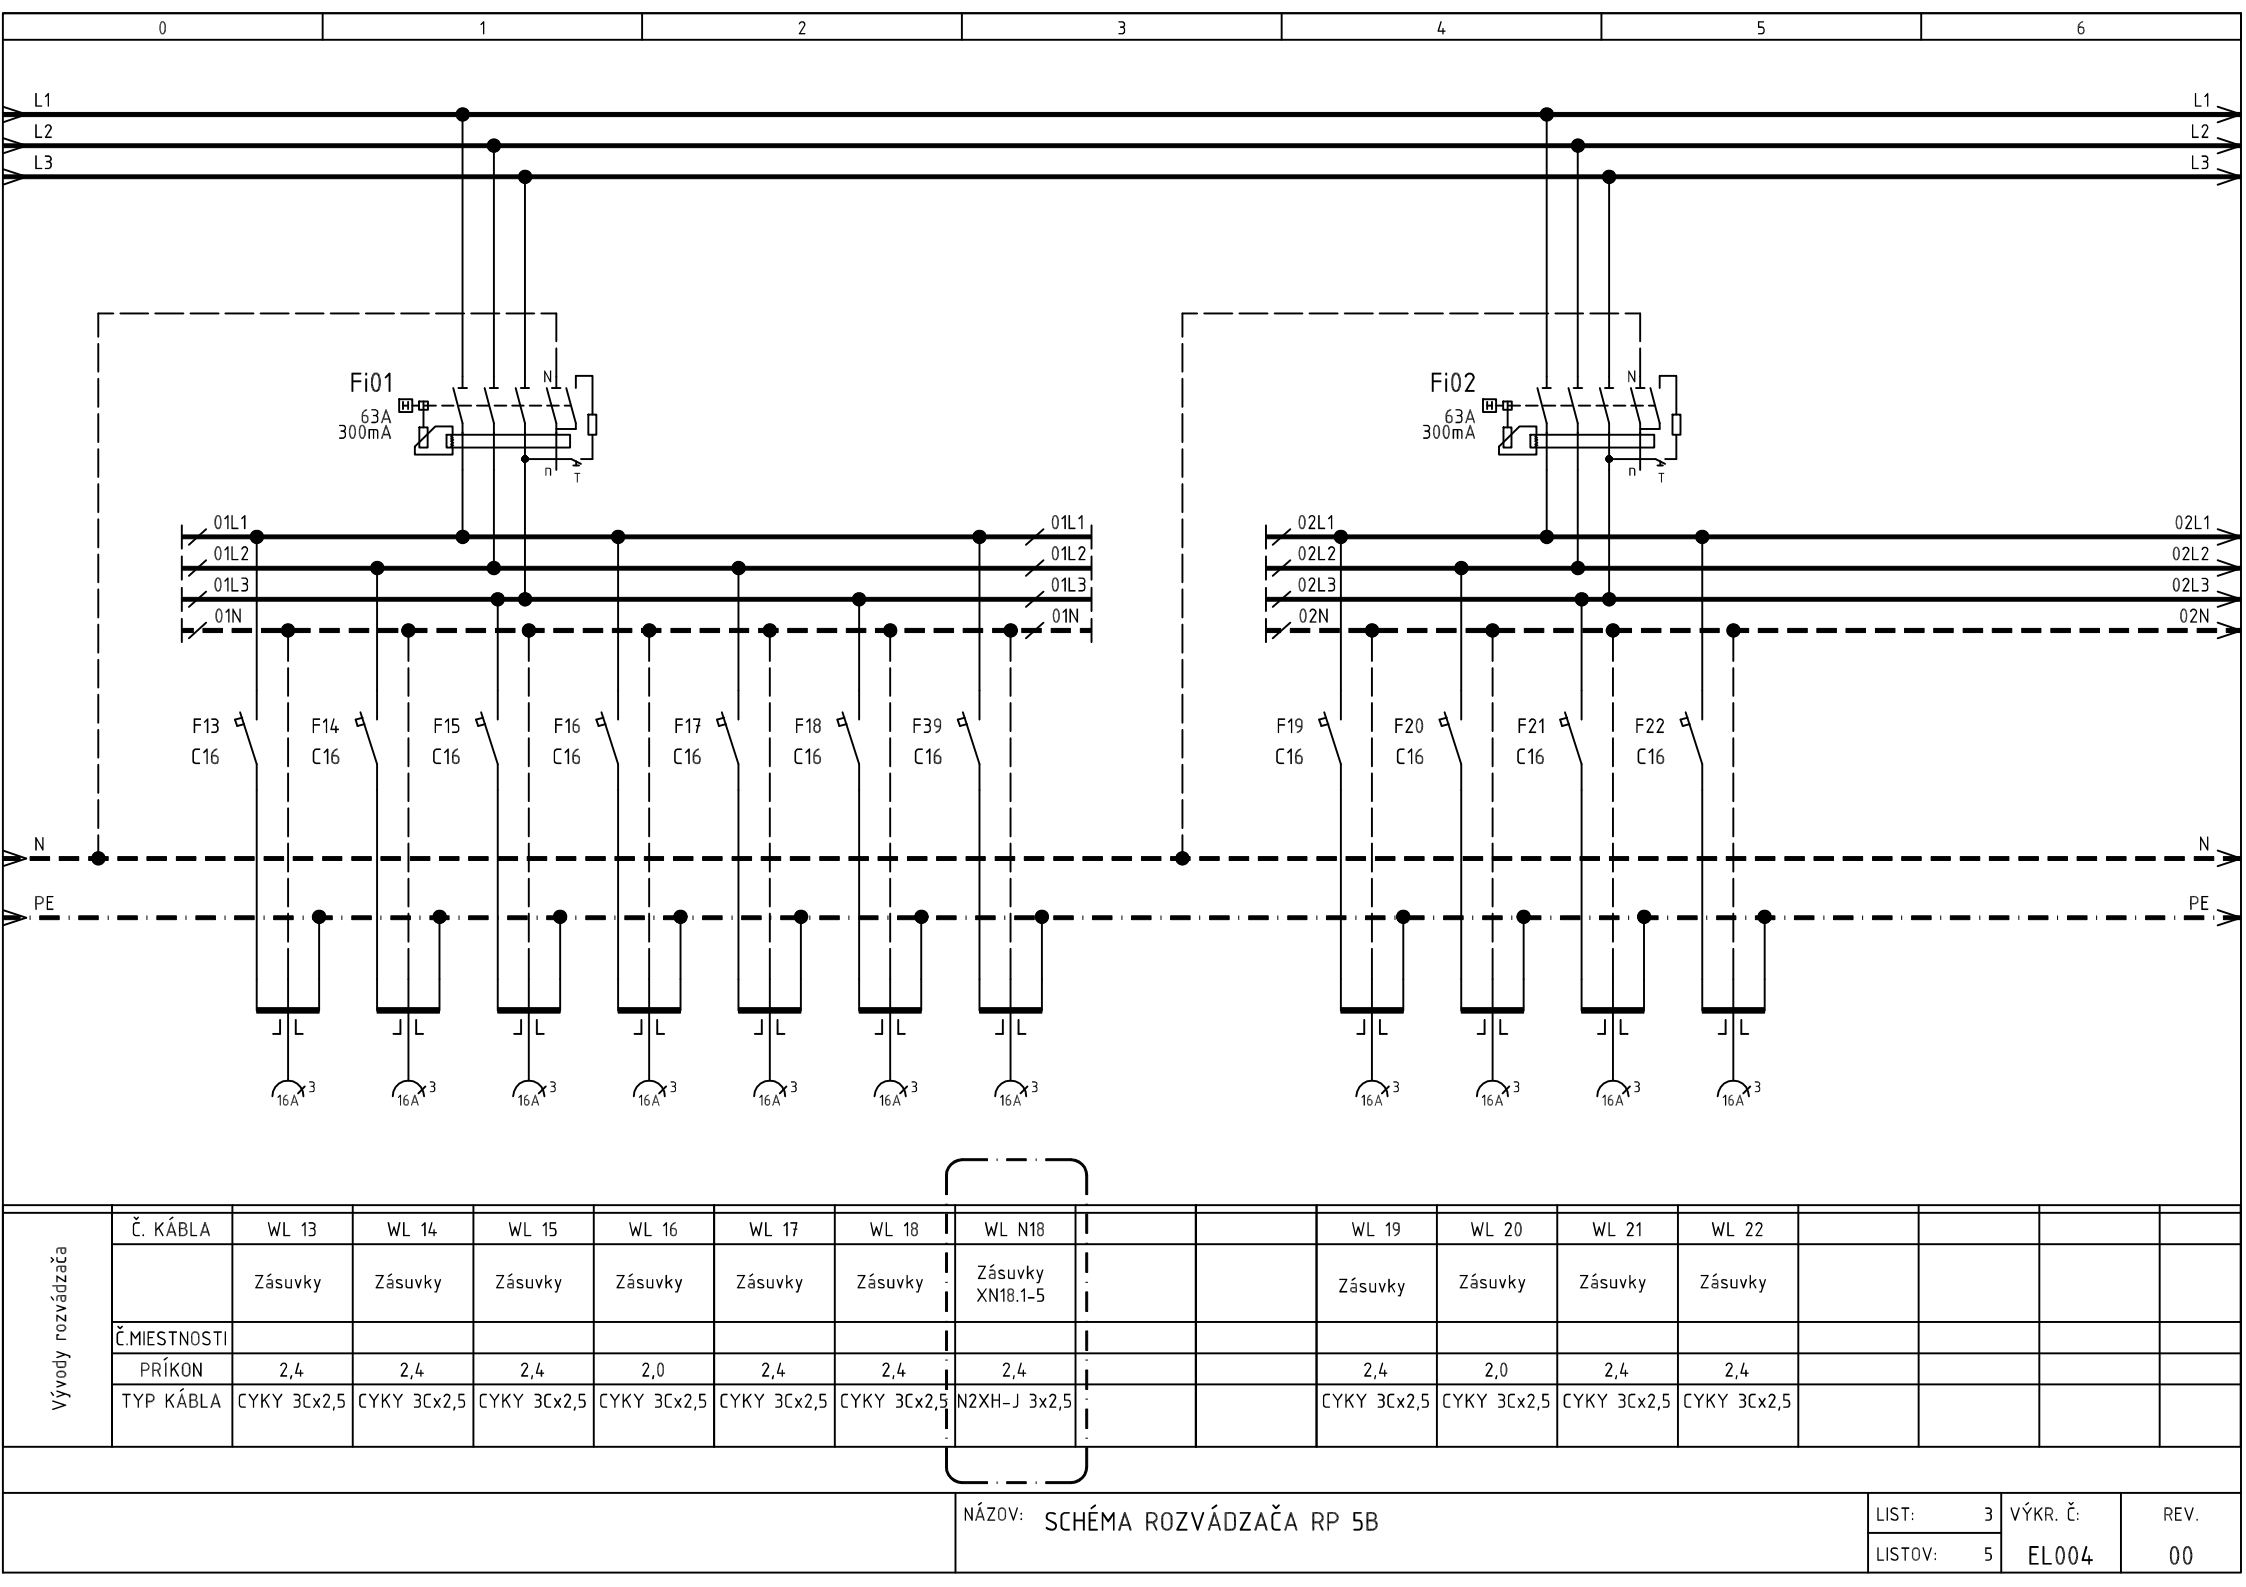 0 1 2 3 4 5 6
L1 L1
L2 L2
L3 L3
Fi01 N Fi02 N
63A 63A
300mA 300mA
n T n T
01L1 01L1 02L1 02L1
01L2 01L2 02L2 02L2
01L3 01L3 02L3 02L3
01N 01N 02N 02N
F13 F14 F15 F16 F17 F18 F39 F19 F20 F21 F22
C16 C16 C16 C16 C16 C16 C16 C16 C16 C16 C16
N N
PE PE
3 3 3 3 3 3 3 3 3 3 3
16A 16A 16A 16A 16A 16A 16A 16A 16A 16A 16A
Vývody rozvádzača
Č. KÁBLA WL 13 WL 14 WL 15 WL 16 WL 17 WL 18 WL N18 WL 19 WL 20 WL 21 WL 22
Zásuvky Zásuvky Zásuvky Zásuvky Zásuvky Zásuvky Zásuvky Zásuvky Zásuvky Zásuvky Zásuvky
XN18.1-5
Č.MIESTNOSTI
PRÍKON 2,4 2,4 2,4 2,0 2,4 2,4 2,4 2,4 2,0 2,4 2,4
TYP KÁBLA CYKY 3Cx2,5 CYKY 3Cx2,5 CYKY 3Cx2,5 CYKY 3Cx2,5 CYKY 3Cx2,5 CYKY 3Cx2,5 N2XH-J 3x2,5 CYKY 3Cx2,5 CYKY 3Cx2,5 CYKY 3Cx2,5 CYKY 3Cx2,5
NÁZOV: SCHÉMA ROZVÁDZAČA RP 5B
LIST: 3 VÝKR. Č: REV.
LISTOV: 5 EL004 00